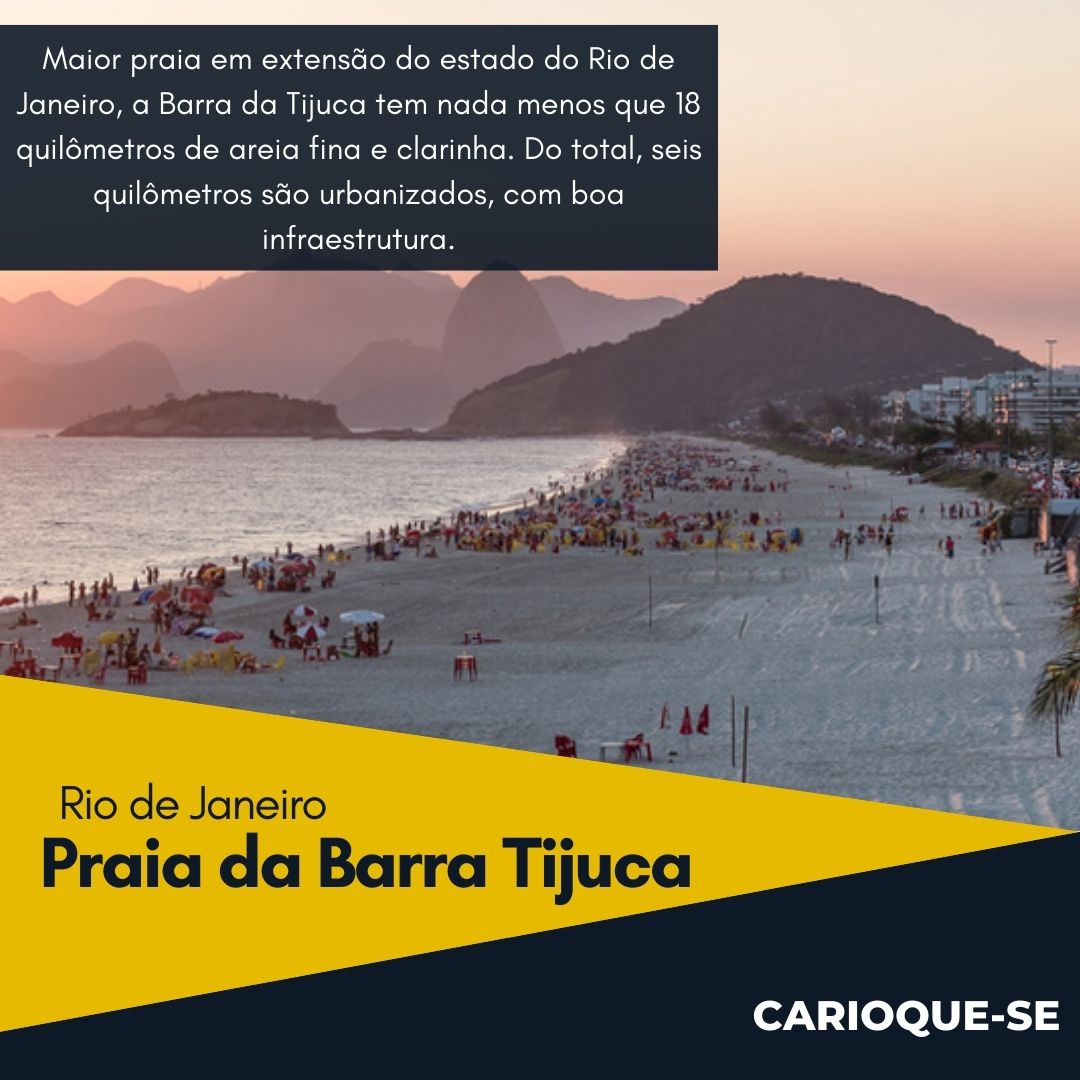 Maior praia em extensão do estado do Rio de
Janeiro, a Barra da Tijuca tem nada menos que 18
quilômetros de areia fina e clarinha. Do total, seis
quilômetros são urbanizados, com boa
infraestrutura.
Rio de Janeiro
Praia da Barra Tijuca
CARIOQUE-SE